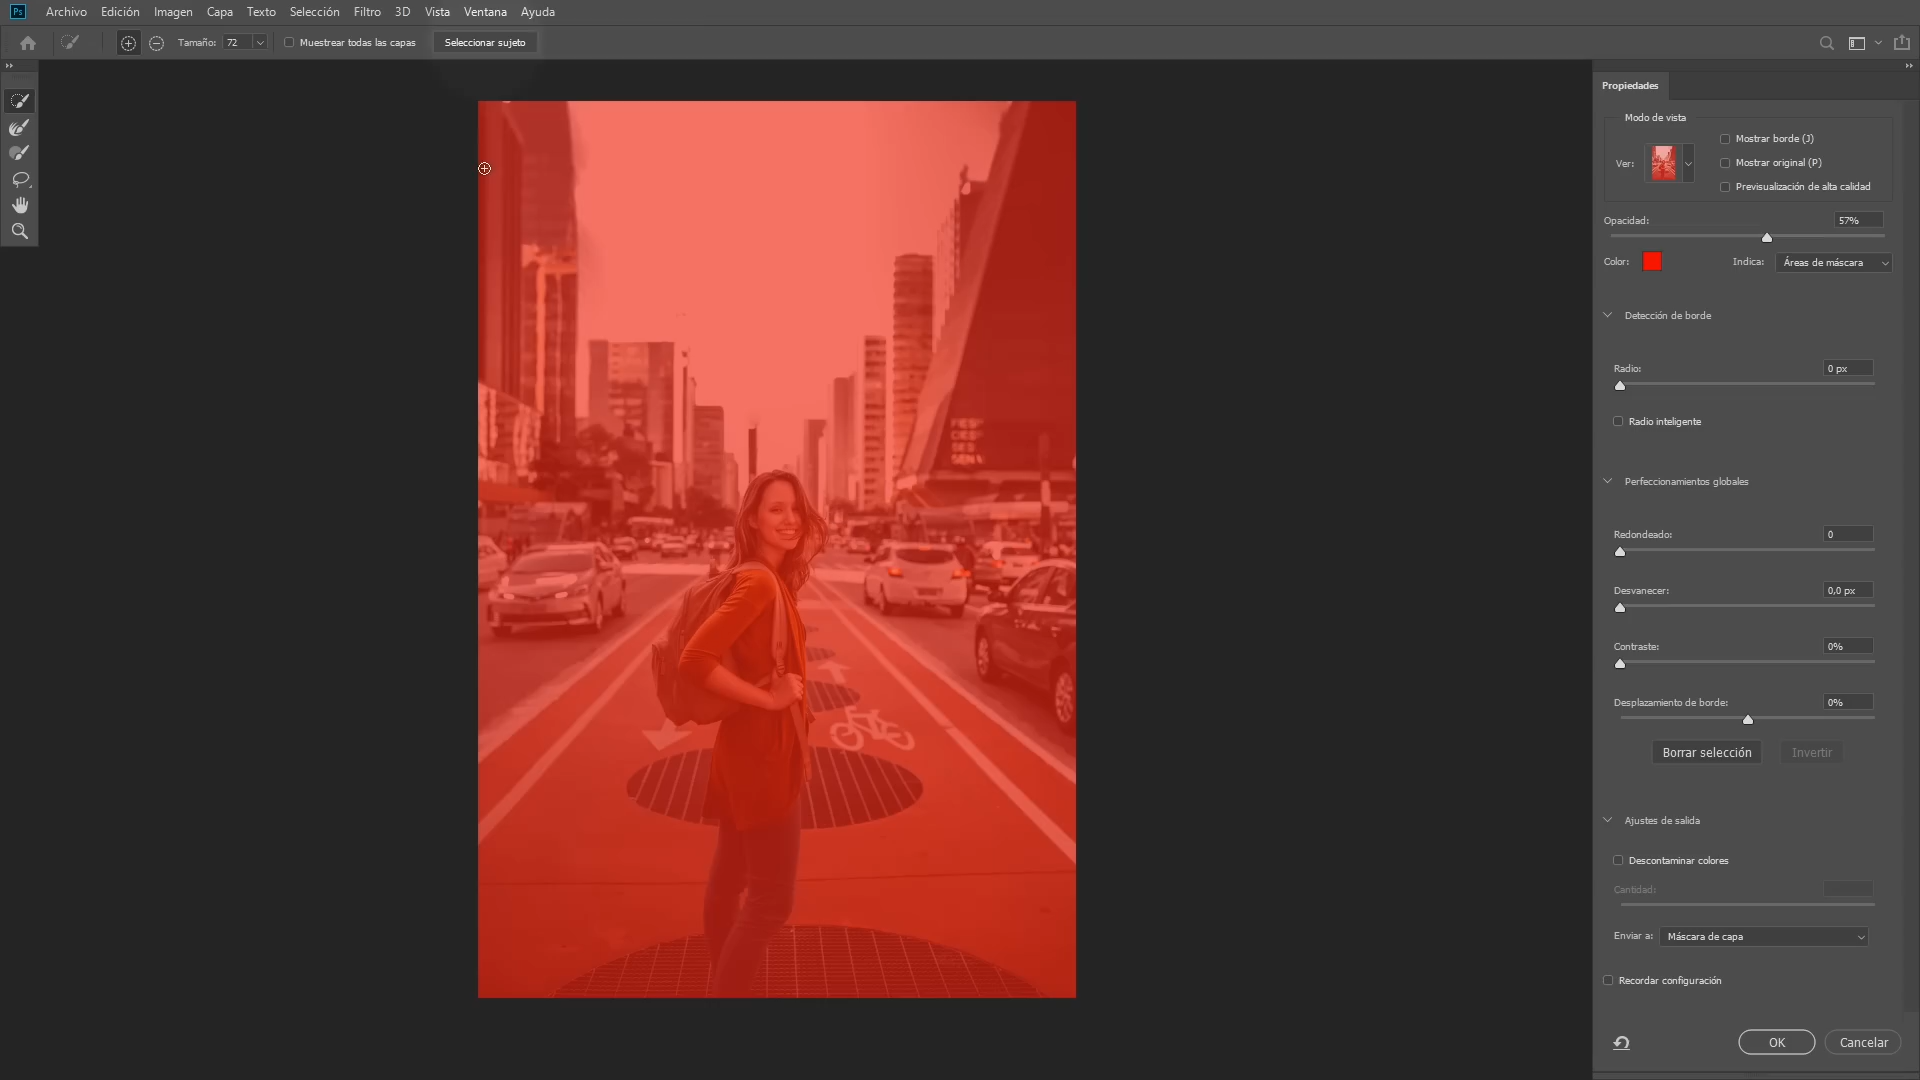 Ps Archivo Edición Imagen Capa Texto Selección Filtro 3D Vista Ventana Ayuda
Tamaño: 72 Muestrear todas las capas Seleccionar sujeto
Propiedades
Modo de vista
Ver:
Mostrar borde (J)
Mostrar original (P)
Previsualización de alta calidad
Opacidad: 57%
Color: Indica: Áreas de máscara
Detección de borde
Radio: 0 px
Radio inteligente
Perfeccionamientos globales
Redondeado: 0
Desvanecer: 0,0 px
Contraste: 0%
Desplazamiento de borde: 0%
Borrar selección Invertir
Ajustes de salida
Descontaminar colores
Cantidad:
Enviar a: Máscara de capa
Recordar configuración
OK Cancelar